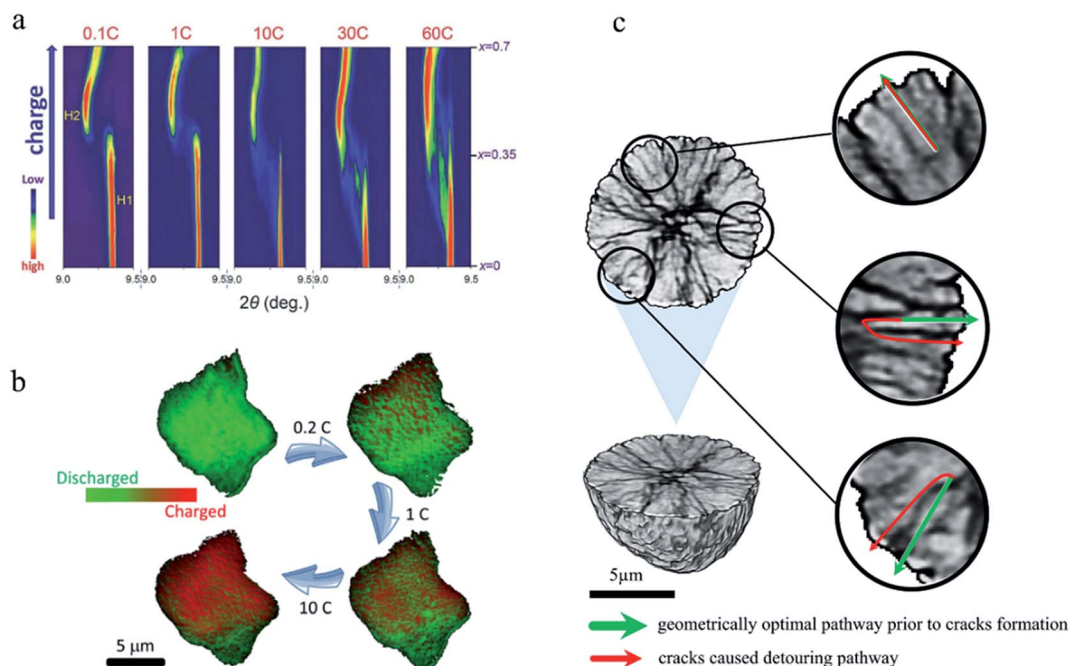 a
0.1C 1C 10C 30C 60C
charge
H2
H1
Low
high
x=0.7
x=0.35
x=0
9.0 9.5/9.0 9.5/9.0 9.5/9.0 9.5/9.0 9.5
2θ (deg.)
b
0.2 C
Discharged
Charged
1 C
10 C
5 μm
c
5μm
geometrically optimal pathway prior to cracks formation
cracks caused detouring pathway